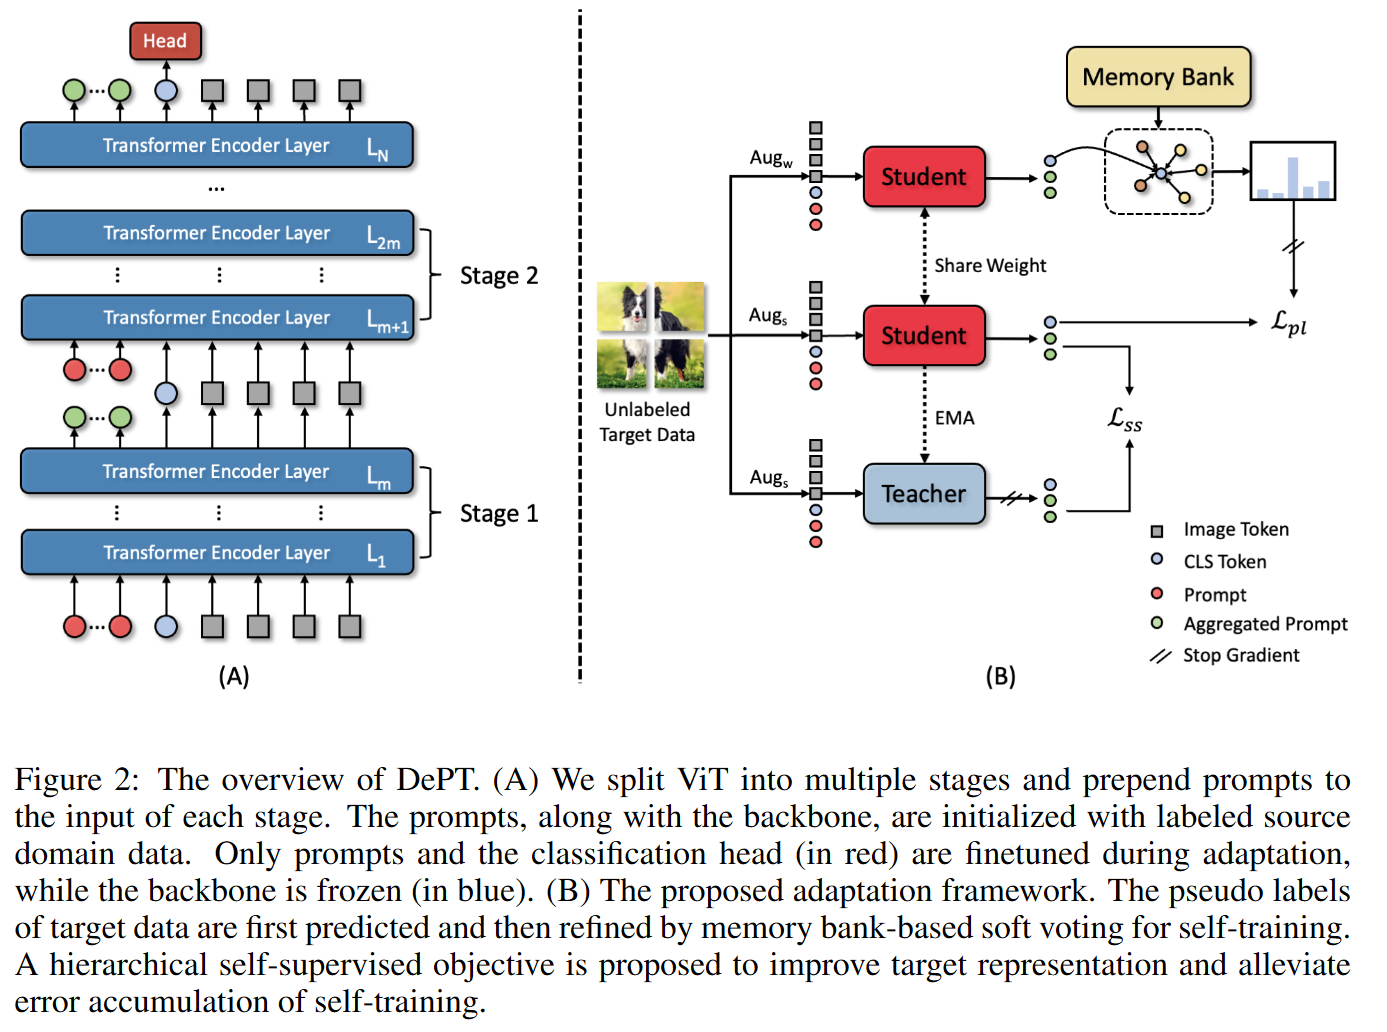 Head
Transformer Encoder Layer L_N
...
Transformer Encoder Layer L_2m
Stage 2
Transformer Encoder Layer L_m+1
Transformer Encoder Layer L_m
Stage 1
Transformer Encoder Layer L_1
(A)
Memory Bank
Aug_w
Student
Share Weight
Aug_s
Student
ℒ_pl
Unlabeled
Target Data
EMA
ℒ_ss
Aug_s
Teacher
Image Token
CLS Token
Prompt
Aggregated Prompt
Stop Gradient
(B)
Figure 2: The overview of DePT. (A) We split ViT into multiple stages and prepend prompts to
the input of each stage. The prompts, along with the backbone, are initialized with labeled source
domain data. Only prompts and the classification head (in red) are finetuned during adaptation,
while the backbone is frozen (in blue). (B) The proposed adaptation framework. The pseudo labels
of target data are first predicted and then refined by memory bank-based soft voting for self-training.
A hierarchical self-supervised objective is proposed to improve target representation and alleviate
error accumulation of self-training.